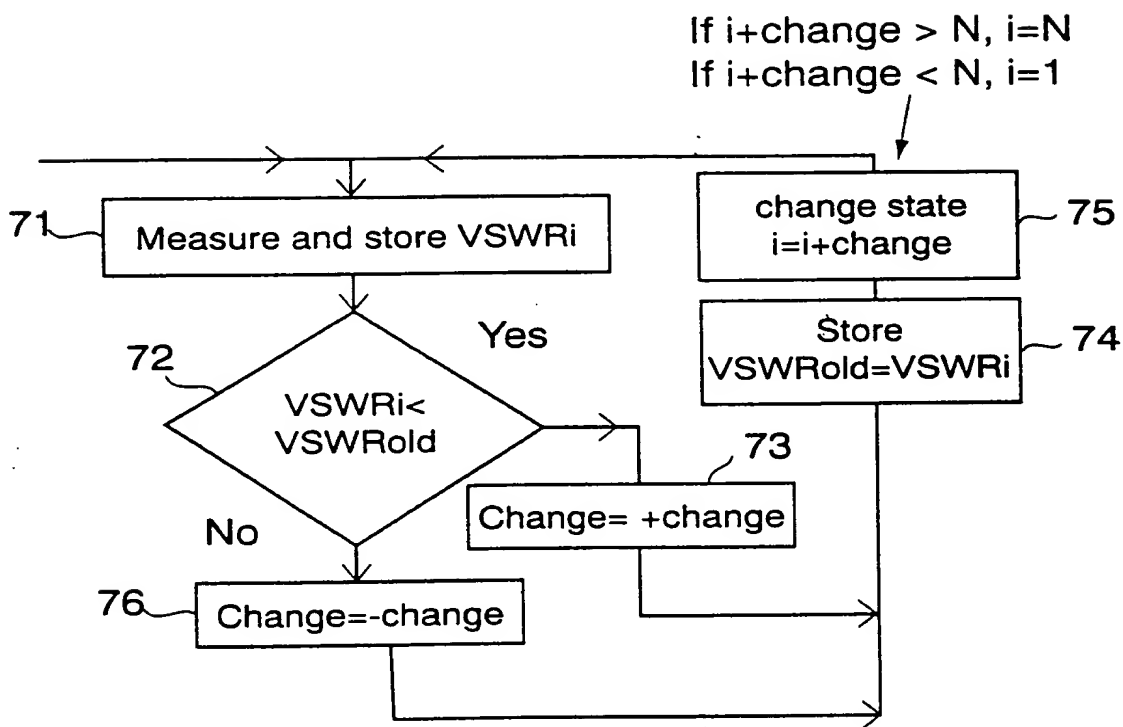 If i+change > N, i=N
If i+change < N, i=1
71
Measure and store VSWRi
change state
i=i+change
75
Store
VSWRold=VSWRi
74
Yes
72
VSWRi<
VSWRold
73
Change= +change
No
76
Change=-change